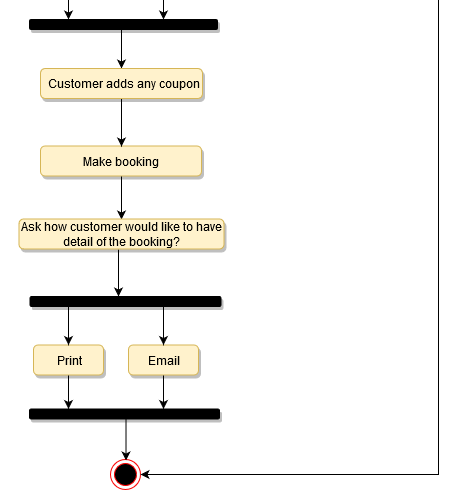 Customer adds any coupon
Make booking
Ask how customer would like to have
detail of the booking?
Print
Email